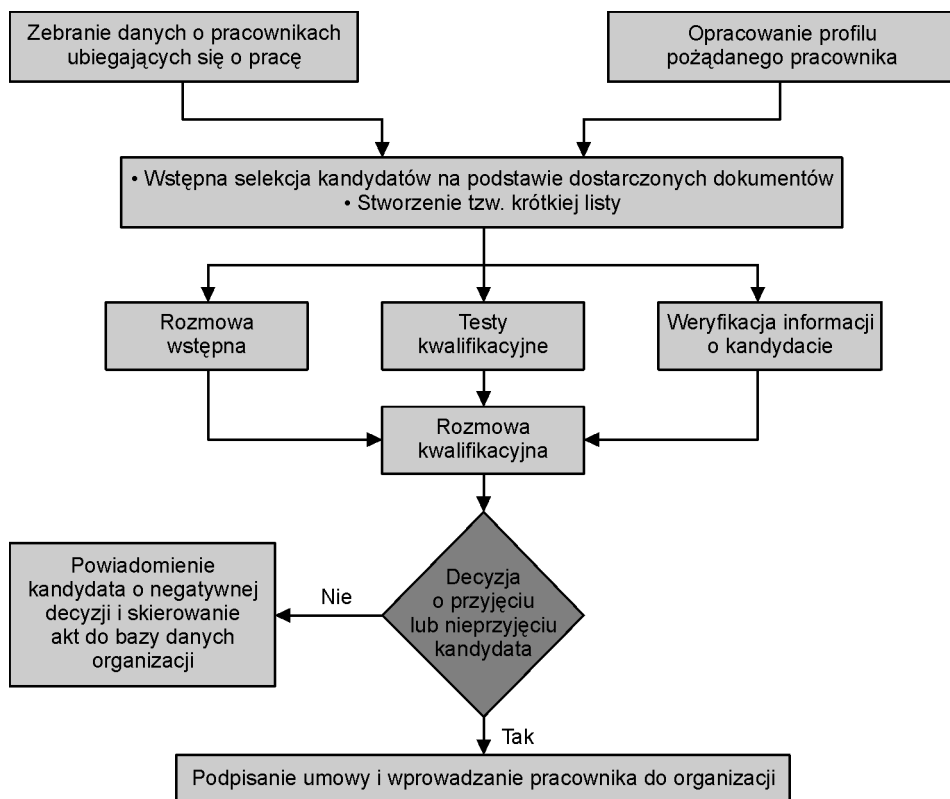 Zebranie danych o pracownikach
ubiegających się o pracę
Opracowanie profilu
pożądanego pracownika
• Wstępna selekcja kandydatów na podstawie dostarczonych dokumentów
• Stworzenie tzw. krótkiej listy
Rozmowa
wstępna
Testy
kwalifikacyjne
Weryfikacja informacji
o kandydacie
Rozmowa
kwalifikacyjna
Decyzja
o przyjęciu
lub nieprzyjęciu
kandydata
Nie
Powiadomienie
kandydata o negatywnej
decyzji i skierowanie
akt do bazy danych
organizacji
Tak
Podpisanie umowy i wprowadzanie pracownika do organizacji